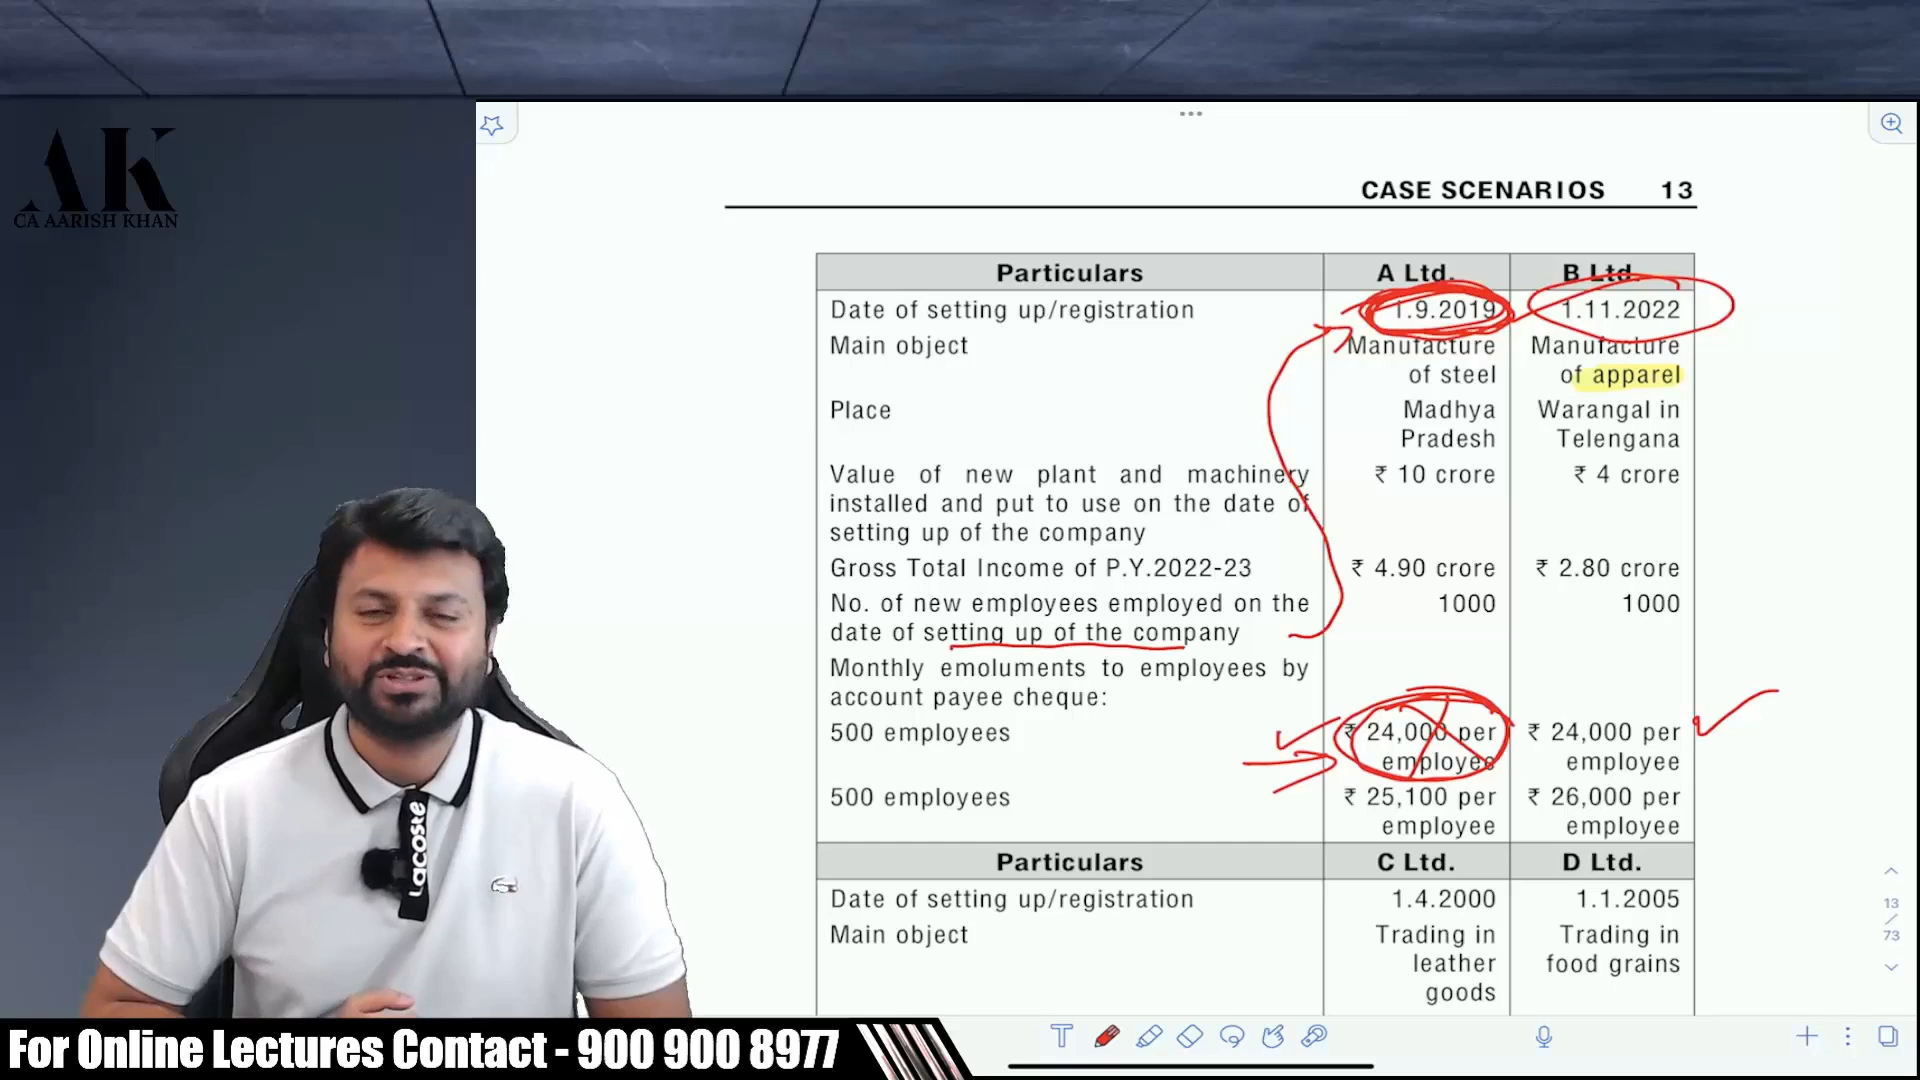 AK
CA AARISH KHAN
CASE SCENARIOS 13
Particulars A Ltd. B Ltd.
Date of setting up/registration 1.9.2019 1.11.2022
Main object Manufacture of steel Manufacture of apparel
Place Madhya Pradesh Warangal in Telengana
Value of new plant and machinery ₹ 10 crore ₹ 4 crore
installed and put to use on the date of
setting up of the company
Gross Total Income of P.Y.2022-23 ₹ 4.90 crore ₹ 2.80 crore
No. of new employees employed on the 1000 1000
date of setting up of the company
Monthly emoluments to employees by
account payee cheque:
500 employees ₹ 24,000 per employee ₹ 24,000 per employee
500 employees ₹ 25,100 per employee ₹ 26,000 per employee
Particulars C Ltd. D Ltd.
Date of setting up/registration 1.4.2000 1.1.2005
Main object Trading in leather goods Trading in food grains
13
/
73
Lacoste
T
For Online Lectures Contact - 900 900 8977